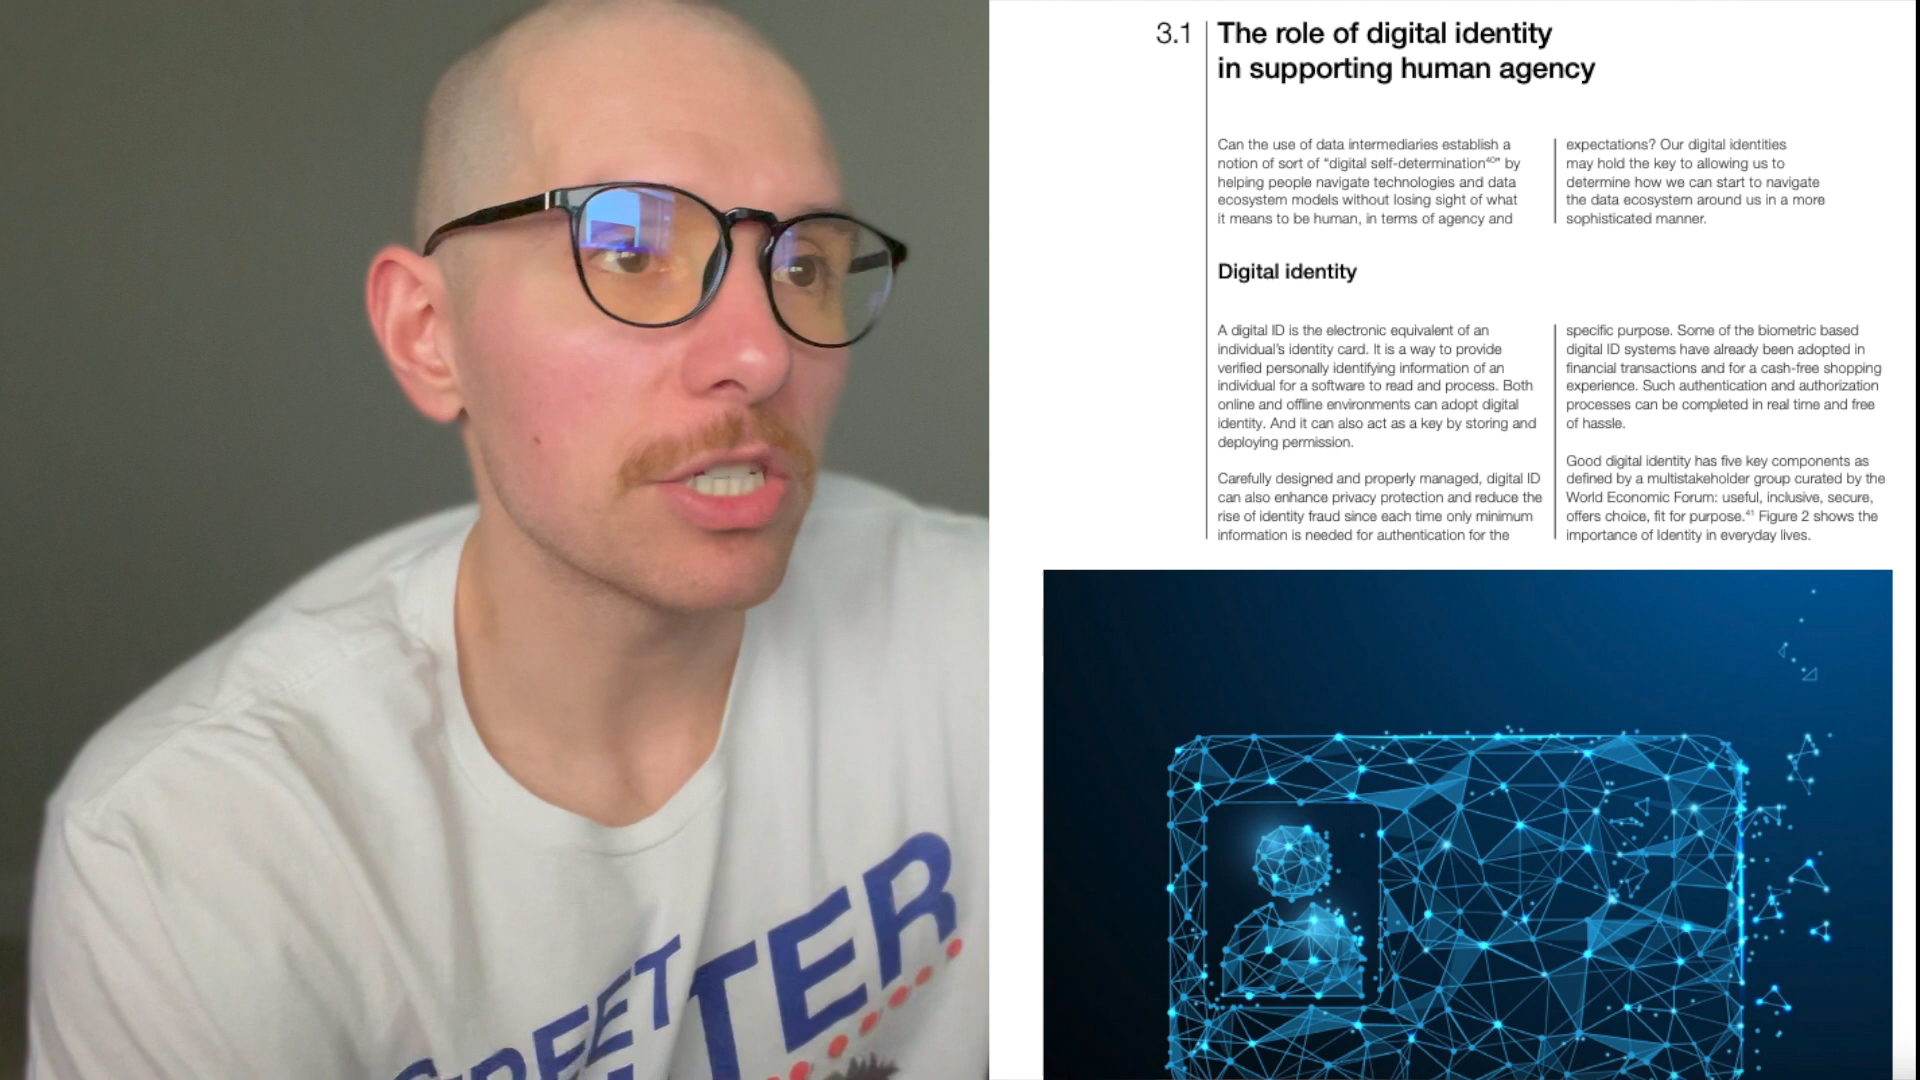 3.1
The role of digital identity
in supporting human agency
Can the use of data intermediaries establish a
notion of sort of “digital self-determination⁴⁰” by
helping people navigate technologies and data
ecosystem models without losing sight of what
it means to be human, in terms of agency and
expectations? Our digital identities
may hold the key to allowing us to
determine how we can start to navigate
the data ecosystem around us in a more
sophisticated manner.
Digital identity
A digital ID is the electronic equivalent of an
individual’s identity card. It is a way to provide
verified personally identifying information of an
individual for a software to read and process. Both
online and offline environments can adopt digital
identity. And it can also act as a key by storing and
deploying permission.
Carefully designed and properly managed, digital ID
can also enhance privacy protection and reduce the
rise of identity fraud since each time only minimum
information is needed for authentication for the
specific purpose. Some of the biometric based
digital ID systems have already been adopted in
financial transactions and for a cash-free shopping
experience. Such authentication and authorization
processes can be completed in real time and free
of hassle.
Good digital identity has five key components as
defined by a multistakeholder group curated by the
World Economic Forum: useful, inclusive, secure,
offers choice, fit for purpose.⁴¹ Figure 2 shows the
importance of Identity in everyday lives.
STREET